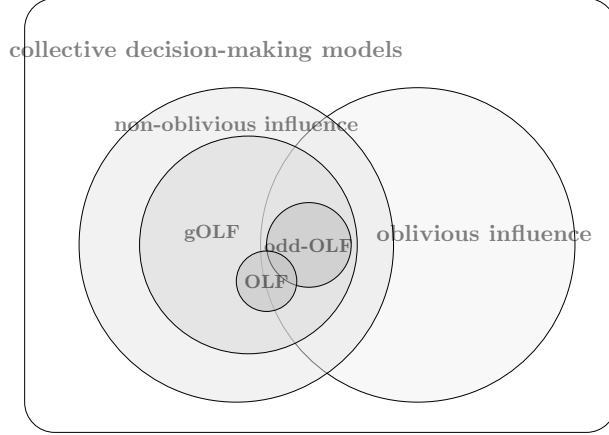 collective decision-making models
non-oblivious influence
gOLF
oblivious influence
odd-OLF
OLF